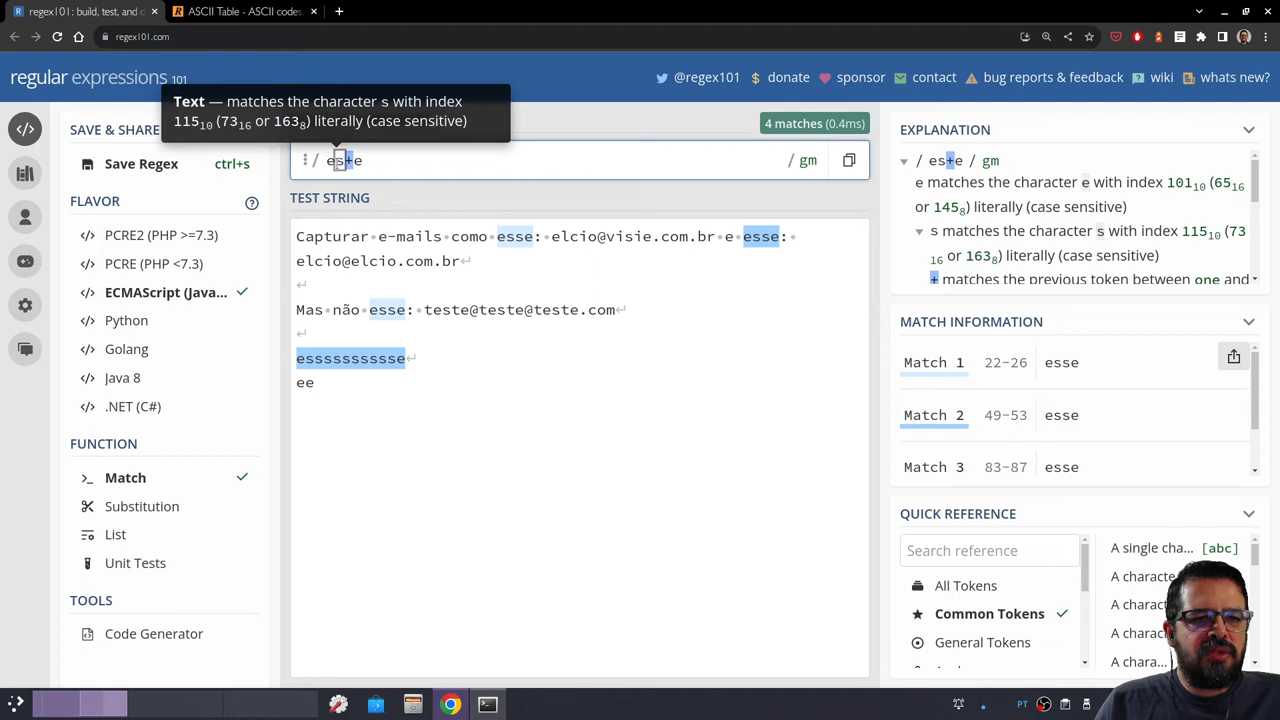 regex101: build, test, and d
ASCII Table - ASCII codes,
regex101.com
regular expressions 101
@regex101
donate
sponsor
contact
bug reports & feedback
wiki
whats new?
Text — matches the character s with index
115₁₀ (73₁₆ or 163₈) literally (case sensitive)
SAVE & SHARE
Save Regex ctrl+s
FLAVOR
PCRE2 (PHP >=7.3)
PCRE (PHP <7.3)
ECMAScript (Java...
Python
Golang
Java 8
.NET (C#)
FUNCTION
Match
Substitution
List
Unit Tests
TOOLS
Code Generator
4 matches (0.4ms)
/ es+e / gm
TEST STRING
Capturar·e-mails·como·esse:·elcio@visie.com.br·e·esse:·
elcio@elcio.com.br↵
↵
Mas·não·esse:·teste@teste@teste.com↵
↵
esssssssssse↵
ee
EXPLANATION
/ es+e / gm
e matches the character e with index 101₁₀ (65₁₆
or 145₈) literally (case sensitive)
s matches the character s with index 115₁₀ (73
₁₆ or 163₈) literally (case sensitive)
+ matches the previous token between one and
MATCH INFORMATION
Match 1 22-26 esse
Match 2 49-53 esse
Match 3 83-87 esse
QUICK REFERENCE
Search reference
All Tokens
Common Tokens
General Tokens
A single cha... [abc]
A characte
A charact
A charact
A chara...
PT